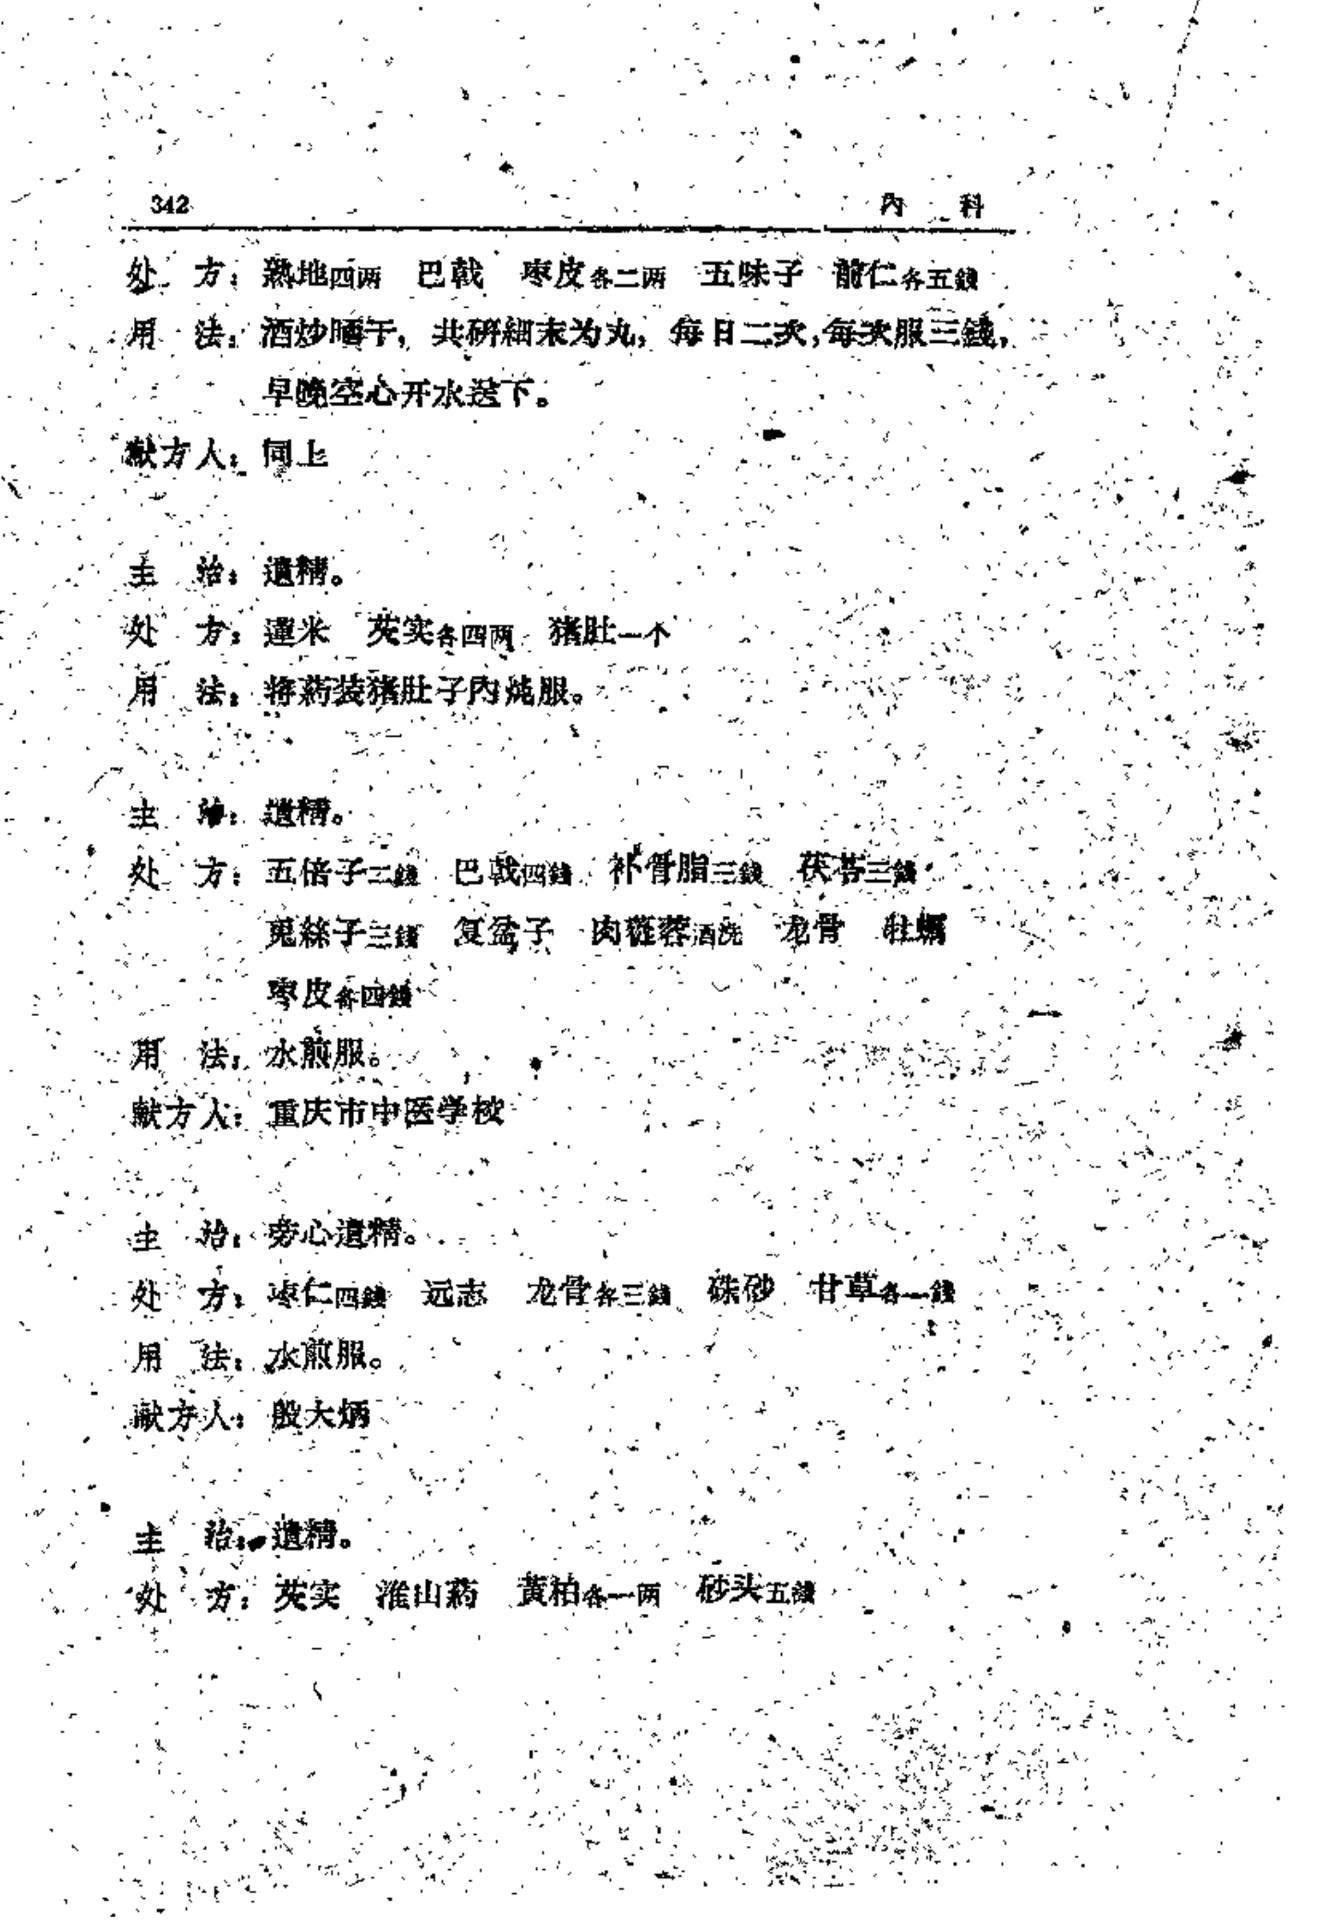 342 內 科
处 方：熟地四两 巴戟 枣皮各二两 五味子 前仁各五錢
用 法：酒炒晒干，共研細末为丸，每日二次，每次服三錢，
早晚空心开水送下。
献方人：同上
主 治：遺精。
处 方：蓮米 芡实各四两 猪肚一个
用 法：将葯装猪肚子內炖服。
主 治：遺精。
处 方：五倍子二錢 巴戟四錢 补骨脂三錢 茯苓三錢
菟絲子三錢 复盆子 肉蓯蓉酒洗 龙骨 牡蠣
枣皮各四錢
用 法：水煎服。
献方人：重庆市中医学校
主 治：劳心遺精。
处 方：枣仁四錢 远志 龙骨各三錢 硃砂 甘草各一錢
用 法：水煎服。
献方人：殷大炳
主 治：遺精。
处 方：芡实 淮山葯 黄柏各一两 砂头五錢